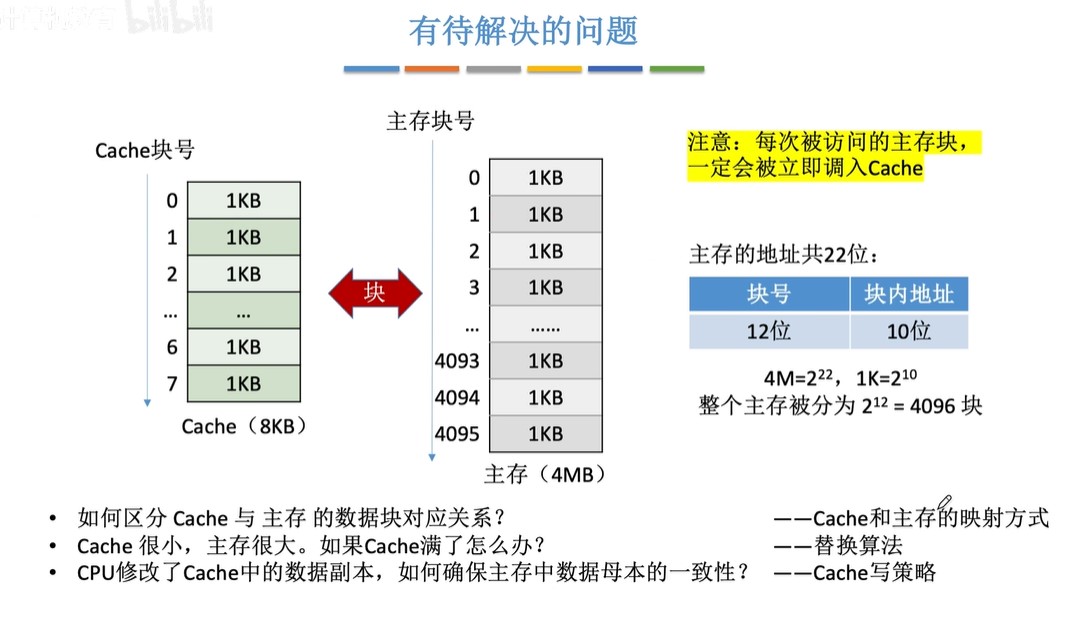 bilibili
有待解决的问题
主存块号
Cache块号
0 1KB
1 1KB
2 1KB
... ...
6 1KB
7 1KB
Cache（8KB）
块
0 1KB
1 1KB
2 1KB
3 1KB
... ......
4093 1KB
4094 1KB
4095 1KB
主存（4MB）
注意：每次被访问的主存块，
一定会被立即调入Cache
主存的地址共22位：
块号 块内地址
12位 10位
4M=2²²，1K=2¹⁰
整个主存被分为 2¹² = 4096 块
• 如何区分 Cache 与 主存 的数据块对应关系？ ——Cache和主存的映射方式
• Cache 很小，主存很大。如果Cache满了怎么办？ ——替换算法
• CPU修改了Cache中的数据副本，如何确保主存中数据母本的一致性？ ——Cache写策略